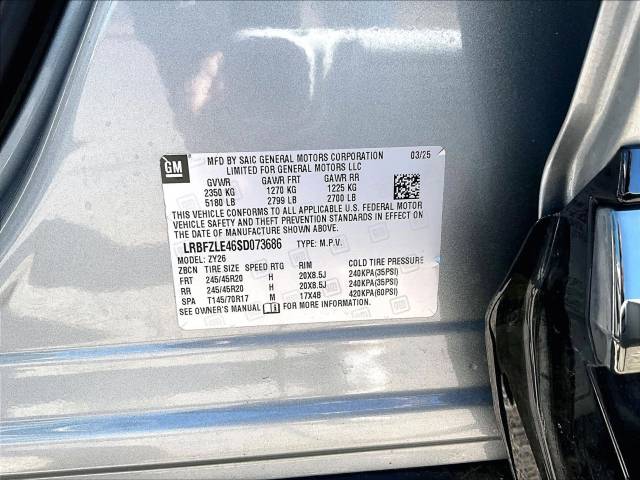 GM
MFD BY SAIC GENERAL MOTORS CORPORATION 03/25
LIMITED FOR GENERAL MOTORS LLC
GVWR GAWR FRT GAWR RR
2350 KG 1270 KG 1225 KG
5180 LB 2799 LB 2700 LB
THIS VEHICLE CONFORMS TO ALL APPLICABLE U.S. FEDERAL MOTOR
VEHICLE SAFETY AND THEFT PREVENTION STANDARDS IN EFFECT ON
THE DATE OF MANUFACTURE SHOWN ABOVE.
LRBFZLE46SD073686 TYPE: M.P.V.
MODEL: ZY26
ZBCN TIRE SIZE SPEED RTG RIM COLD TIRE PRESSURE
FRT 245/45R20 H 20X8.5J 240KPA(35PSI)
RR 245/45R20 H 20X8.5J 240KPA(35PSI)
SPA T145/70R17 M 17X4B 420KPA(60PSI)
SEE OWNER'S MANUAL FOR MORE INFORMATION.